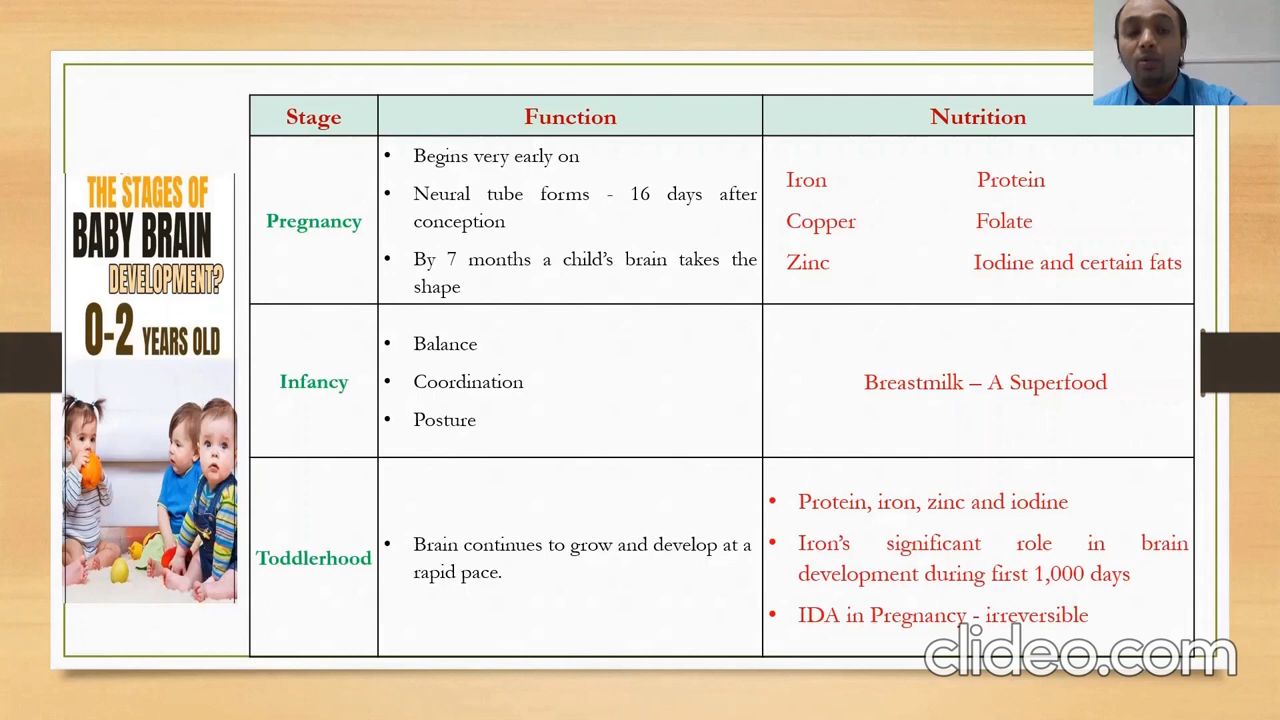 THE STAGES OF
BABY BRAIN
DEVELOPMENT?
0-2 YEARS OLD
Stage
Function
Nutrition
Pregnancy
• Begins very early on
• Neural tube forms - 16 days after
conception
• By 7 months a child’s brain takes the
shape
Iron Protein
Copper Folate
Zinc Iodine and certain fats
Infancy
• Balance
• Coordination
• Posture
Breastmilk – A Superfood
Toddlerhood
• Brain continues to grow and develop at a
rapid pace.
• Protein, iron, zinc and iodine
• Iron’s significant role in brain
development during first 1,000 days
• IDA in Pregnancy - irreversible
clideo.com